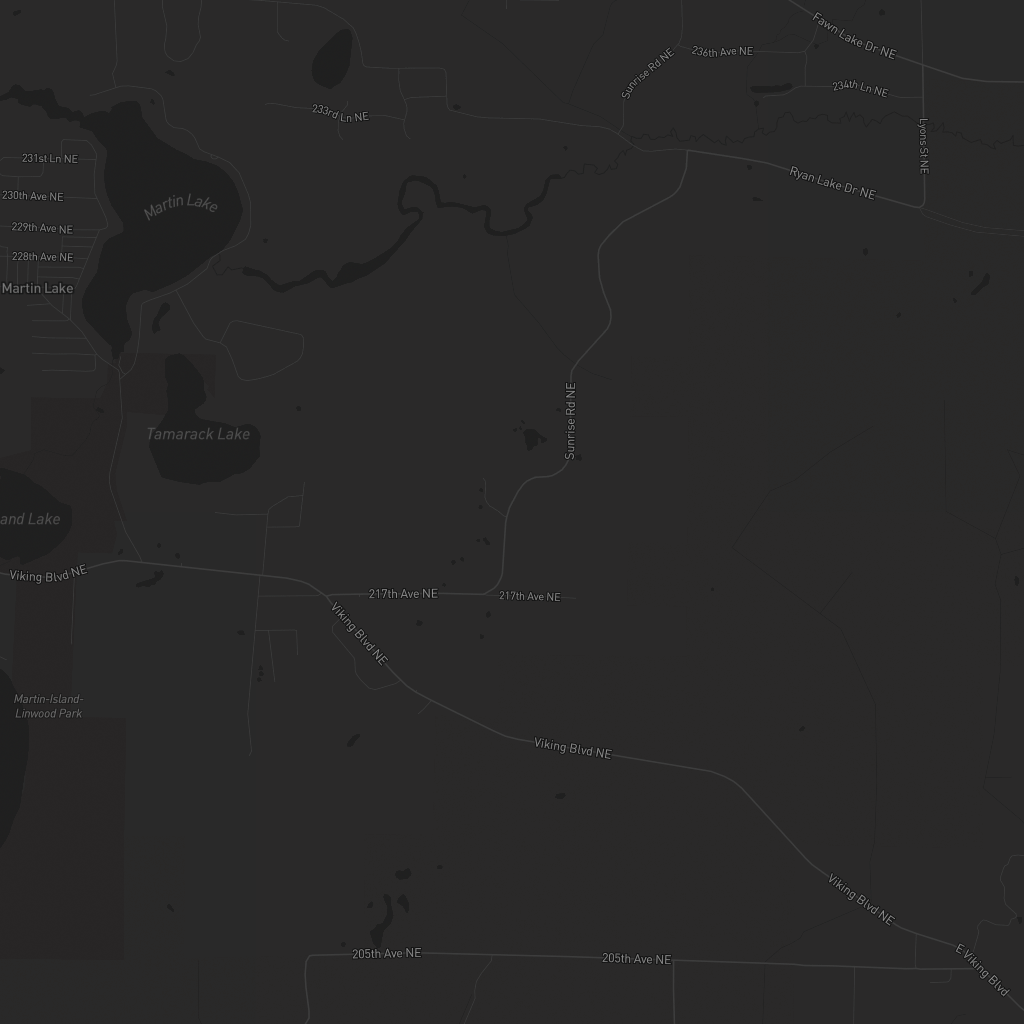 Fawn Lake Dr NE
236th Ave NE
Sunrise Rd NE
234th Ln NE
233rd Ln NE
Lyons St NE
231st Ln NE
Ryan Lake Dr NE
230th Ave NE
Martin Lake
229th Ave NE
228th Ave NE
Martin Lake
Sunrise Rd NE
Tamarack Lake
and Lake
Viking Blvd NE
217th Ave NE
217th Ave NE
Viking Blvd NE
Martin-Island-
Linwood Park
Viking Blvd NE
Viking Blvd NE
205th Ave NE
205th Ave NE
E Viking Blvd